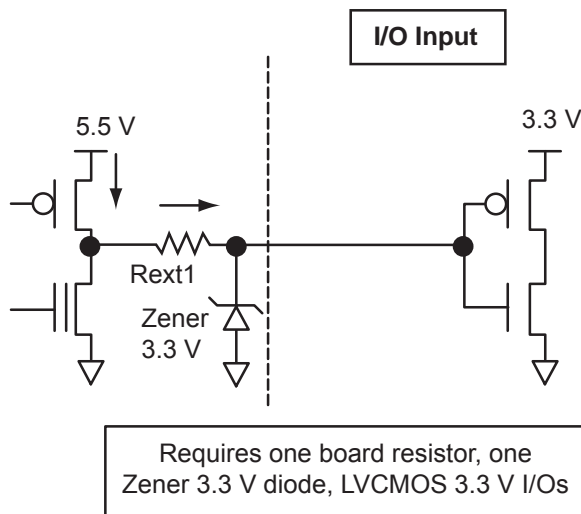 I/O Input
5.5 V
3.3 V
Rext1
Zener
3.3 V
Requires one board resistor, one
Zener 3.3 V diode, LVCMOS 3.3 V I/Os